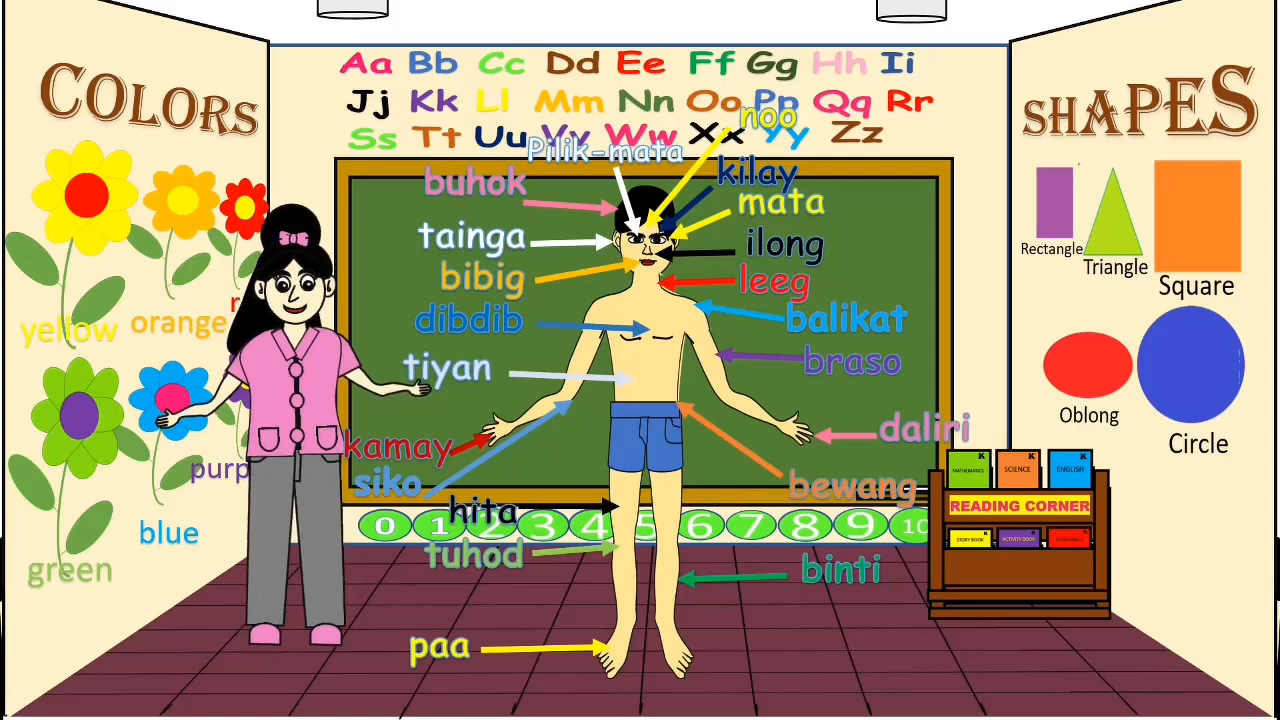 COLORS
Aa Bb Cc Dd Ee Ff Gg Hh Ii
Jj Kk Ll Mm Nn Oo Pp Qq Rr
Ss Tt Uu Vv Ww Xx Yy Zz
SHAPES
noo
Pilik-mata
buhok
kilay
mata
tainga
ilong
bibig
leeg
dibdib
balikat
tiyan
braso
kamay
daliri
siko
bewang
hita
tuhod
binti
paa
yellow
orange
purp
blue
green
0 1 2 3 4 5 6 7 8 9 10
Rectangle
Triangle
Square
Oblong
Circle
K K K
MATHEMATICS SCIENCE ENGLISH
READING CORNER
K K K
STORY BOOK ACTIVITY BOOK